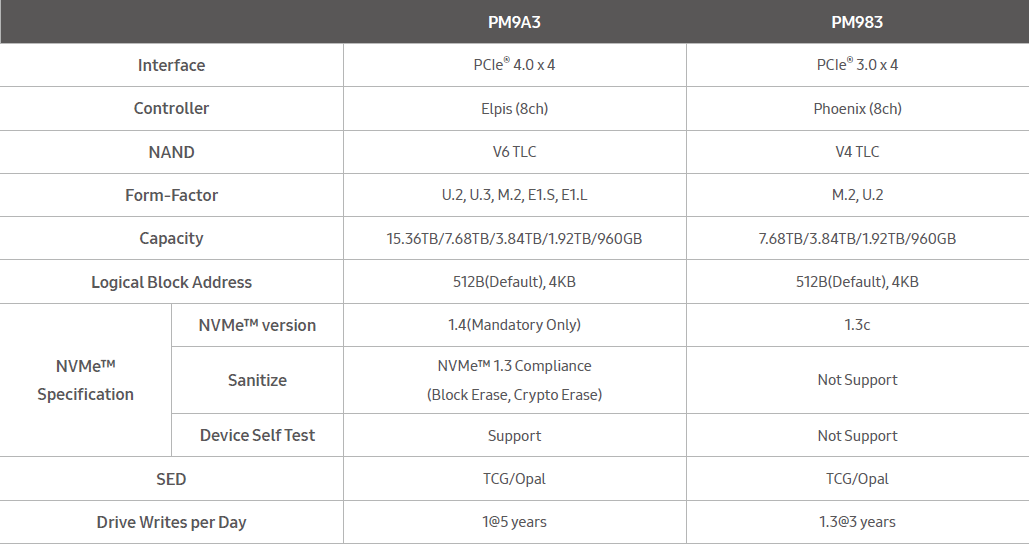 PM9A3 PM983
Interface PCIe® 4.0 x 4 PCIe® 3.0 x 4
Controller Elpis (8ch) Phoenix (8ch)
NAND V6 TLC V4 TLC
Form-Factor U.2, U.3, M.2, E1.S, E1.L M.2, U.2
Capacity 15.36TB/7.68TB/3.84TB/1.92TB/960GB 7.68TB/3.84TB/1.92TB/960GB
Logical Block Address 512B(Default), 4KB 512B(Default), 4KB
NVMe™
Specification
NVMe™ version 1.4(Mandatory Only) 1.3c
Sanitize
NVMe™ 1.3 Compliance
(Block Erase, Crypto Erase)
Not Support
Device Self Test Support Not Support
SED TCG/Opal TCG/Opal
Drive Writes per Day 1@5 years 1.3@3 years